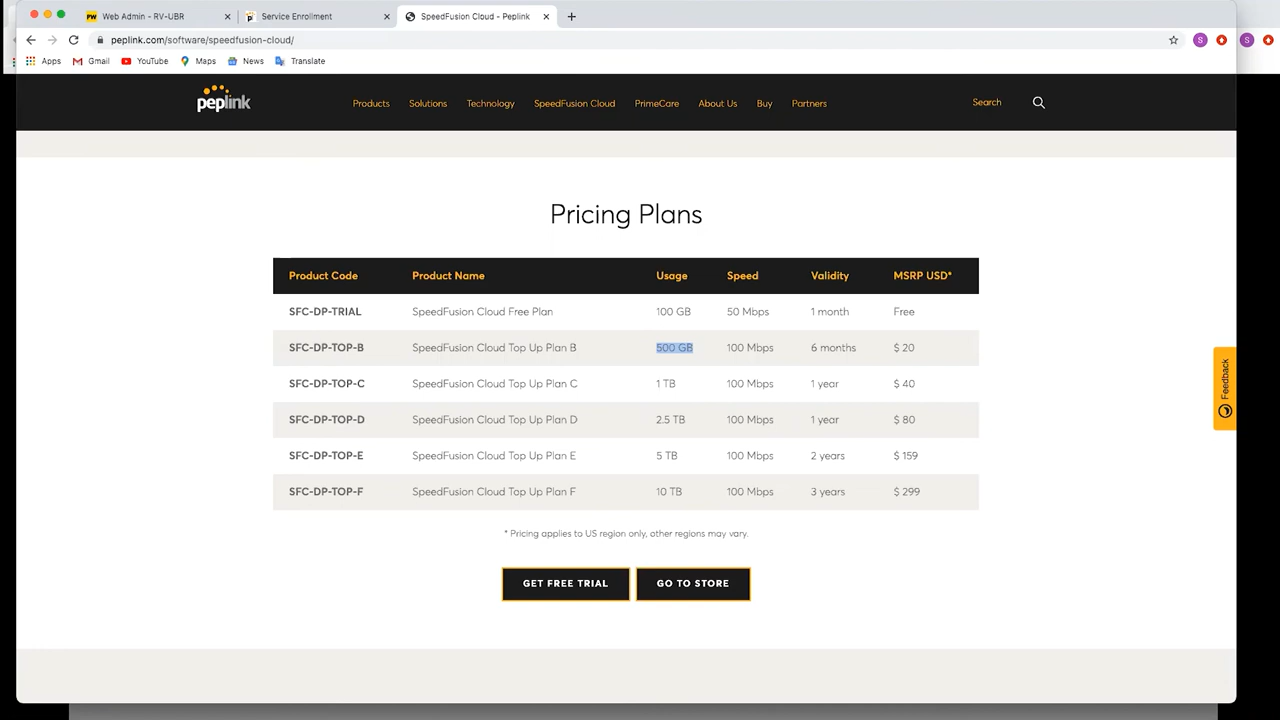 Web Admin - RV-UBR
Service Enrollment
SpeedFusion Cloud - Peplink
peplink.com/software/speedfusion-cloud/
S
S
Apps
Gmail
YouTube
Maps
News
Translate
peplink
Products
Solutions
Technology
SpeedFusion Cloud
PrimeCare
About Us
Buy
Partners
Search
Pricing Plans
Product Code Product Name Usage Speed Validity MSRP USD*
SFC-DP-TRIAL SpeedFusion Cloud Free Plan 100 GB 50 Mbps 1 month Free
SFC-DP-TOP-B SpeedFusion Cloud Top Up Plan B 500 GB 100 Mbps 6 months $ 20
SFC-DP-TOP-C SpeedFusion Cloud Top Up Plan C 1 TB 100 Mbps 1 year $ 40
SFC-DP-TOP-D SpeedFusion Cloud Top Up Plan D 2.5 TB 100 Mbps 1 year $ 80
SFC-DP-TOP-E SpeedFusion Cloud Top Up Plan E 5 TB 100 Mbps 2 years $ 159
SFC-DP-TOP-F SpeedFusion Cloud Top Up Plan F 10 TB 100 Mbps 3 years $ 299
* Pricing applies to US region only, other regions may vary.
GET FREE TRIAL
GO TO STORE
Feedback